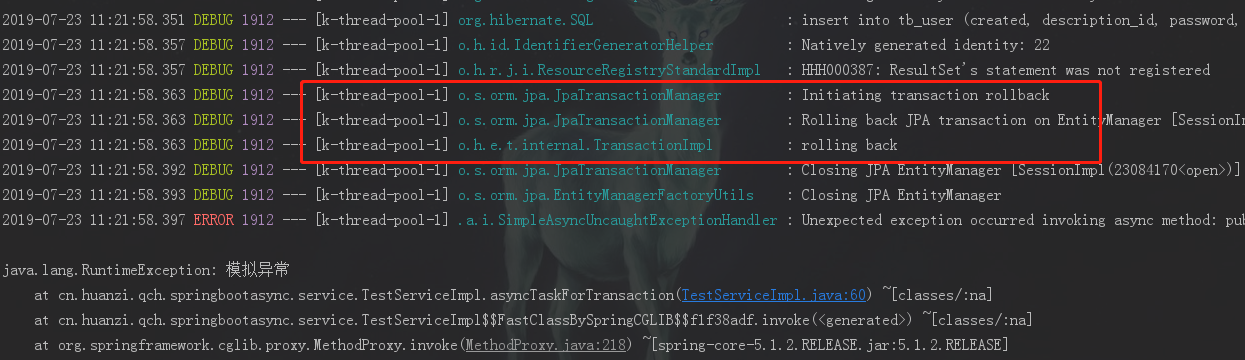 2019-07-23 11:21:58.351 DEBUG 1912 --- [k-thread-pool-1] org.hibernate.SQL : insert into tb_user (created, description_id, password,
2019-07-23 11:21:58.357 DEBUG 1912 --- [k-thread-pool-1] o.h.id.IdentifierGeneratorHelper : Natively generated identity: 22
2019-07-23 11:21:58.357 DEBUG 1912 --- [k-thread-pool-1] o.h.r.j.i.ResourceRegistryStandardImpl : HHH000387: ResultSet's statement was not registered
2019-07-23 11:21:58.363 DEBUG 1912 --- [k-thread-pool-1] o.s.orm.jpa.JpaTransactionManager : Initiating transaction rollback
2019-07-23 11:21:58.363 DEBUG 1912 --- [k-thread-pool-1] o.s.orm.jpa.JpaTransactionManager : Rolling back JPA transaction on EntityManager [SessionI
2019-07-23 11:21:58.363 DEBUG 1912 --- [k-thread-pool-1] o.h.e.t.internal.TransactionImpl : rolling back
2019-07-23 11:21:58.392 DEBUG 1912 --- [k-thread-pool-1] o.s.orm.jpa.JpaTransactionManager : Closing JPA EntityManager [SessionImpl(23084170<open>)]
2019-07-23 11:21:58.393 DEBUG 1912 --- [k-thread-pool-1] o.s.orm.jpa.EntityManagerFactoryUtils : Closing JPA EntityManager
2019-07-23 11:21:58.397 ERROR 1912 --- [k-thread-pool-1] .a.i.SimpleAsyncUncaughtExceptionHandler : Unexpected exception occurred invoking async method: pub
java.lang.RuntimeException: 模拟异常
at cn.huanzi.qch.springbootasync.service.TestServiceImpl.asyncTaskForTransaction(TestServiceImpl.java:60) ~[classes/:na]
at cn.huanzi.qch.springbootasync.service.TestServiceImpl$$FastClassBySpringCGLIB$$f1f38adf.invoke(<generated>) ~[classes/:na]
at org.springframework.cglib.proxy.MethodProxy.invoke(MethodProxy.java:218) ~[spring-core-5.1.2.RELEASE.jar:5.1.2.RELEASE]